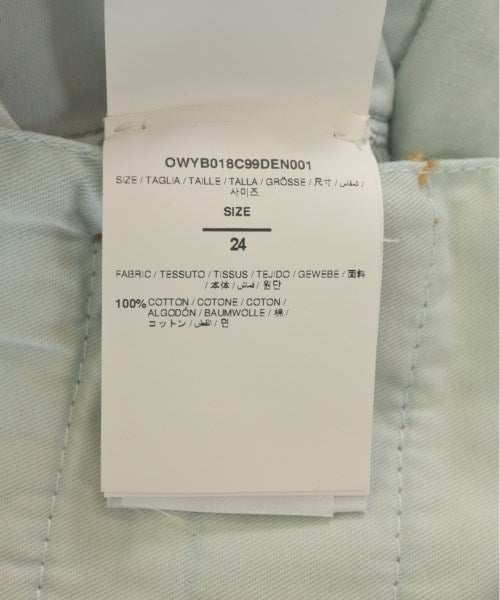 OWYB018C99DEN001
SIZE / TAGLIA / TAILLE / TALLA / GRÖSSE / 尺寸 / المقاس /
사이즈
SIZE
24
FABRIC / TESSUTO / TISSUS / TEJIDO / GEWEBE / 面料
/ 本体 / قماش / 원단
100% COTTON / COTONE / COTON /
ALGODÓN / BAUMWOLLE / 棉 /
コットン / القطن / 면